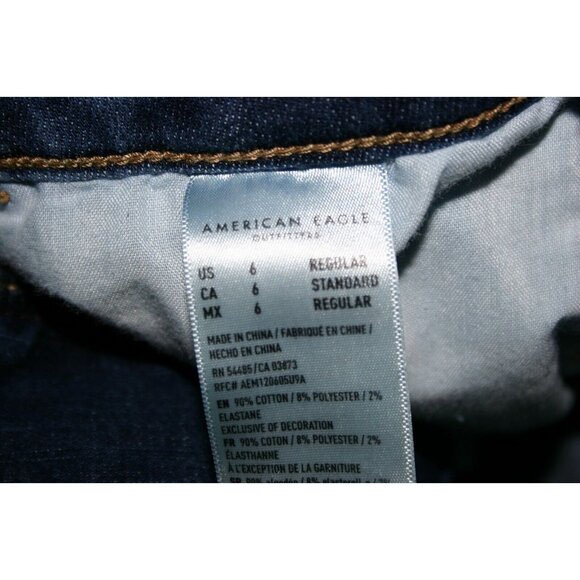 AMERICAN EAGLE
OUTFITTERS
US 6 REGULAR
CA 6 STANDARD
MX 6 REGULAR
MADE IN CHINA / FABRIQUÉ EN CHINE /
HECHO EN CHINA
RN 54485/CA 03873
RFC# AEM120605U9A
EN 90% COTTON / 8% POLYESTER / 2%
ELASTANE
EXCLUSIVE OF DECORATION
FR 90% COTON / 8% POLYESTER / 2%
ÉLASTHANNE
À L'EXCEPTION DE LA GARNITURE